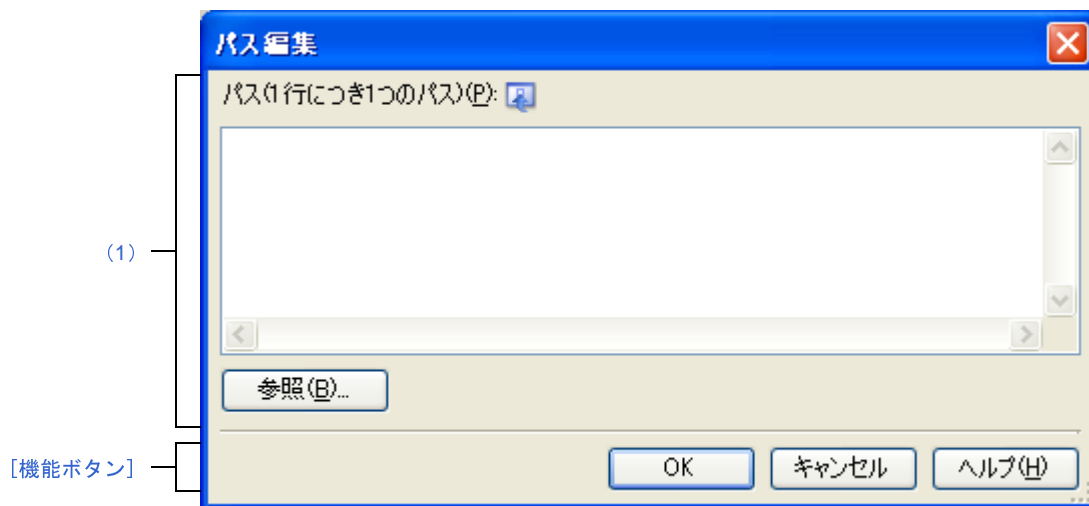 パス編集
パス(1行につき1つのパス)(P):
(1)
参照(B)...
[機能ボタン]
OK キャンセル ヘルプ(H)